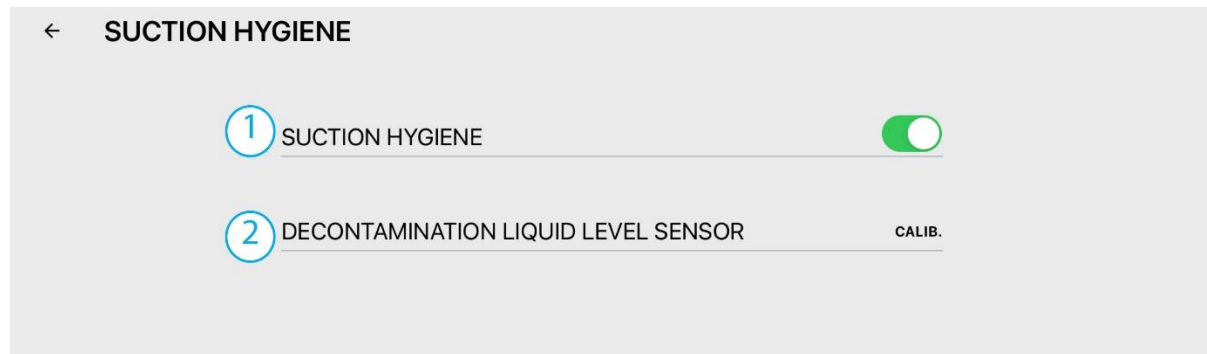 ← SUCTION HYGIENE
1 SUCTION HYGIENE
2 DECONTAMINATION LIQUID LEVEL SENSOR CALIB.